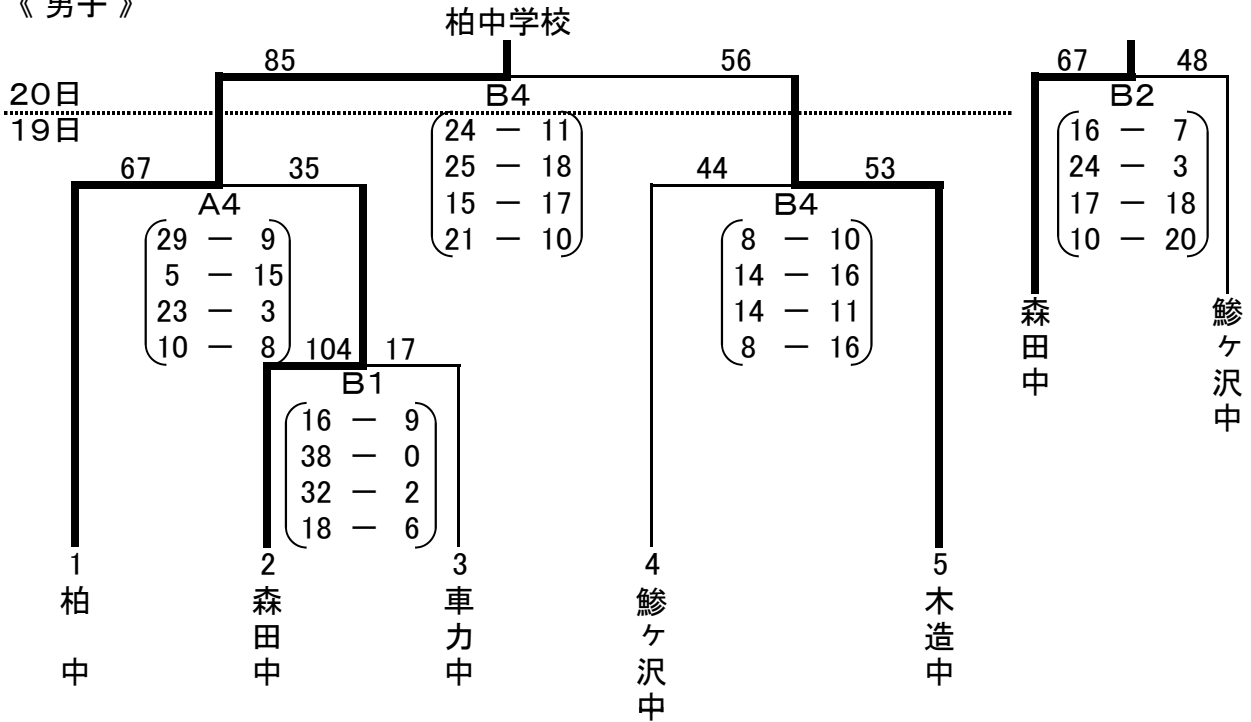 《 男子 》
柏中学校
85 56 67 48
20日 B4 B2
19日
24 － 11
25 － 18
15 － 17
21 － 10
16 － 7
24 － 3
17 － 18
10 － 20
67 35 44 53
A4 B4
29 － 9
5 － 15
23 － 3
10 － 8
8 － 10
14 － 16
14 － 11
8 － 16
森田中
鰺ケ沢中
104 17
B1
16 － 9
38 － 0
32 － 2
18 － 6
1 2 3 4 5
柏 中
森田中
車力中
鰺ケ沢中
木造中